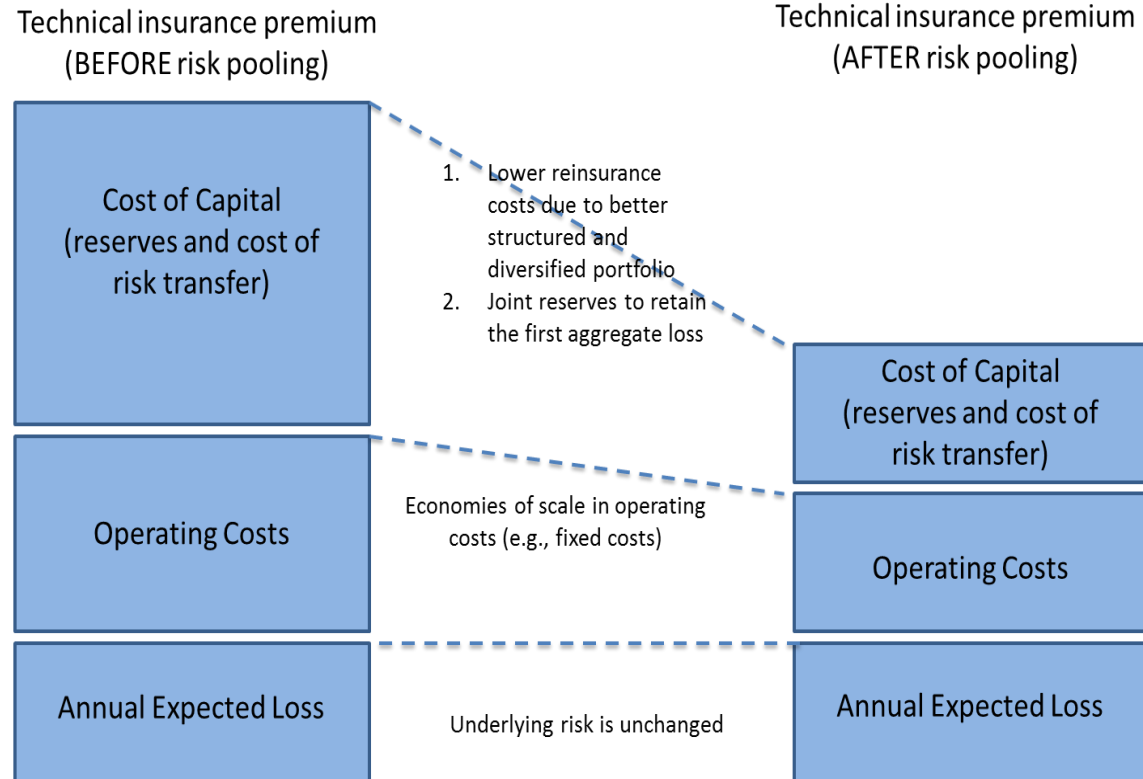 Technical insurance premium
(BEFORE risk pooling)
Technical insurance premium
(AFTER risk pooling)
Cost of Capital
(reserves and cost of
risk transfer)
1. Lower reinsurance
costs due to better
structured and
diversified portfolio
2. Joint reserves to retain
the first aggregate loss
Cost of Capital
(reserves and cost of
risk transfer)
Operating Costs
Economies of scale in operating
costs (e.g., fixed costs)
Operating Costs
Annual Expected Loss
Underlying risk is unchanged
Annual Expected Loss